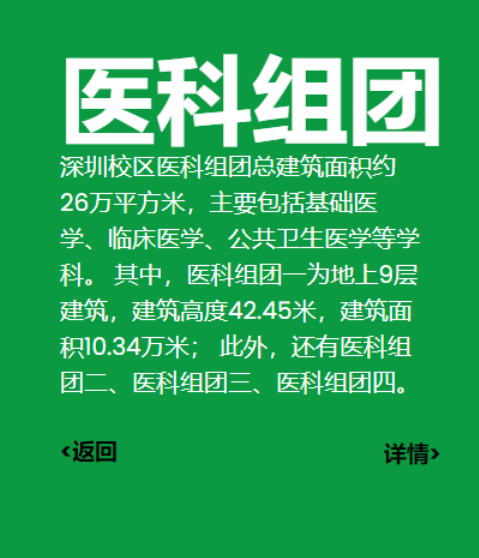 医科组团
深圳校区医科组团总建筑面积约
26万平方米，主要包括基础医
学、临床医学、公共卫生医学等学
科。 其中，医科组团一为地上9层
建筑，建筑高度42.45米，建筑面
积10.34万米； 此外，还有医科组
团二、医科组团三、医科组团四。
<返回
详情>